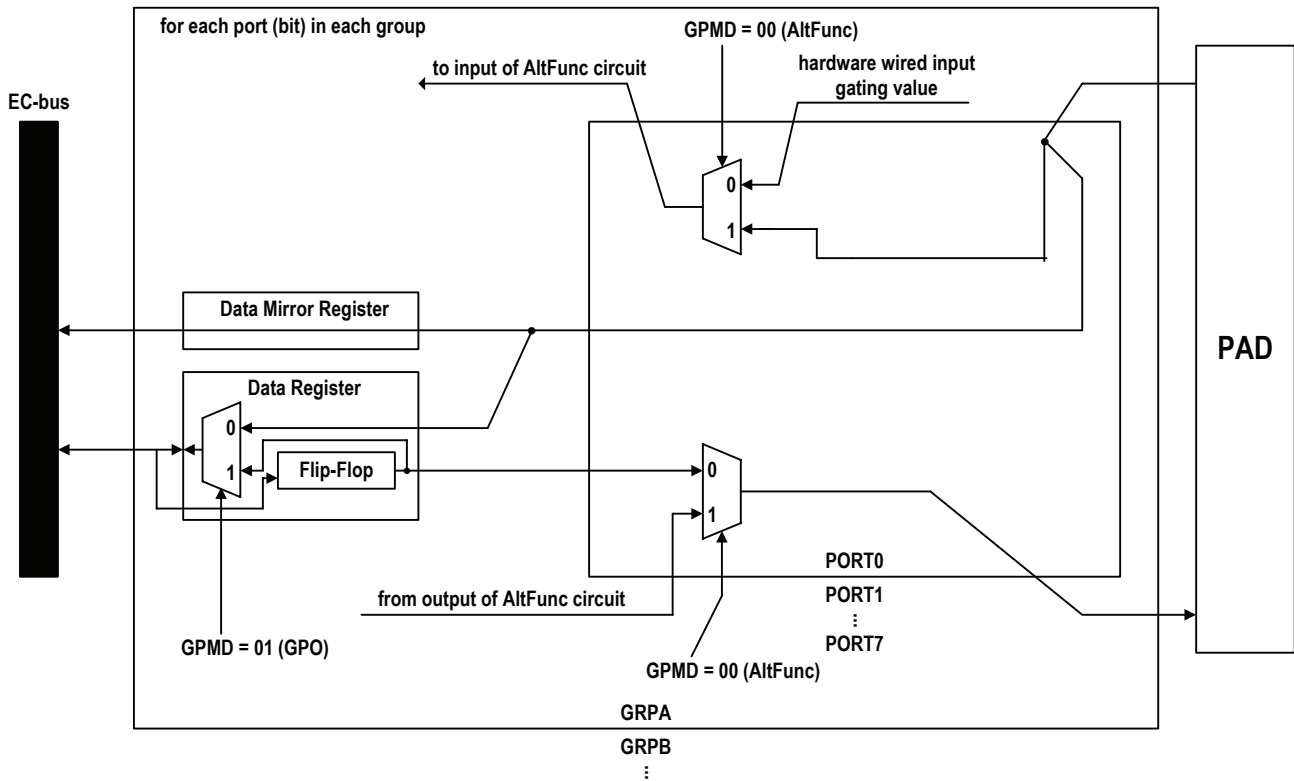 for each port (bit) in each group
GPMD = 00 (AltFunc)
to input of AltFunc circuit
hardware wired input
gating value
EC-bus
0
1
Data Mirror Register
PAD
Data Register
0
1
Flip-Flop
0
1
PORT0
from output of AltFunc circuit
PORT1
PORT7
GPMD = 01 (GPO)
GPMD = 00 (AltFunc)
GRPA
GRPB